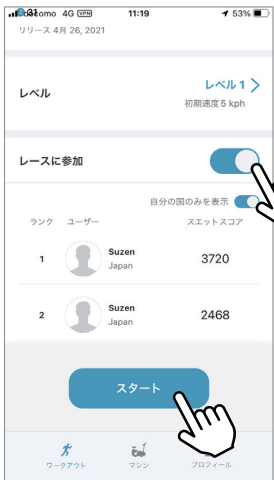 docomo 4G VPN 11:19 53%
リリース 4月 26, 2021
レベル レベル 1
初期速度5 kph
レースに参加
自分の国のみを表示
ランク ユーザー スエットスコア
1 Suzen 3720
Japan
2 Suzen 2468
Japan
スタート
ワークアウト マシン プロフィール